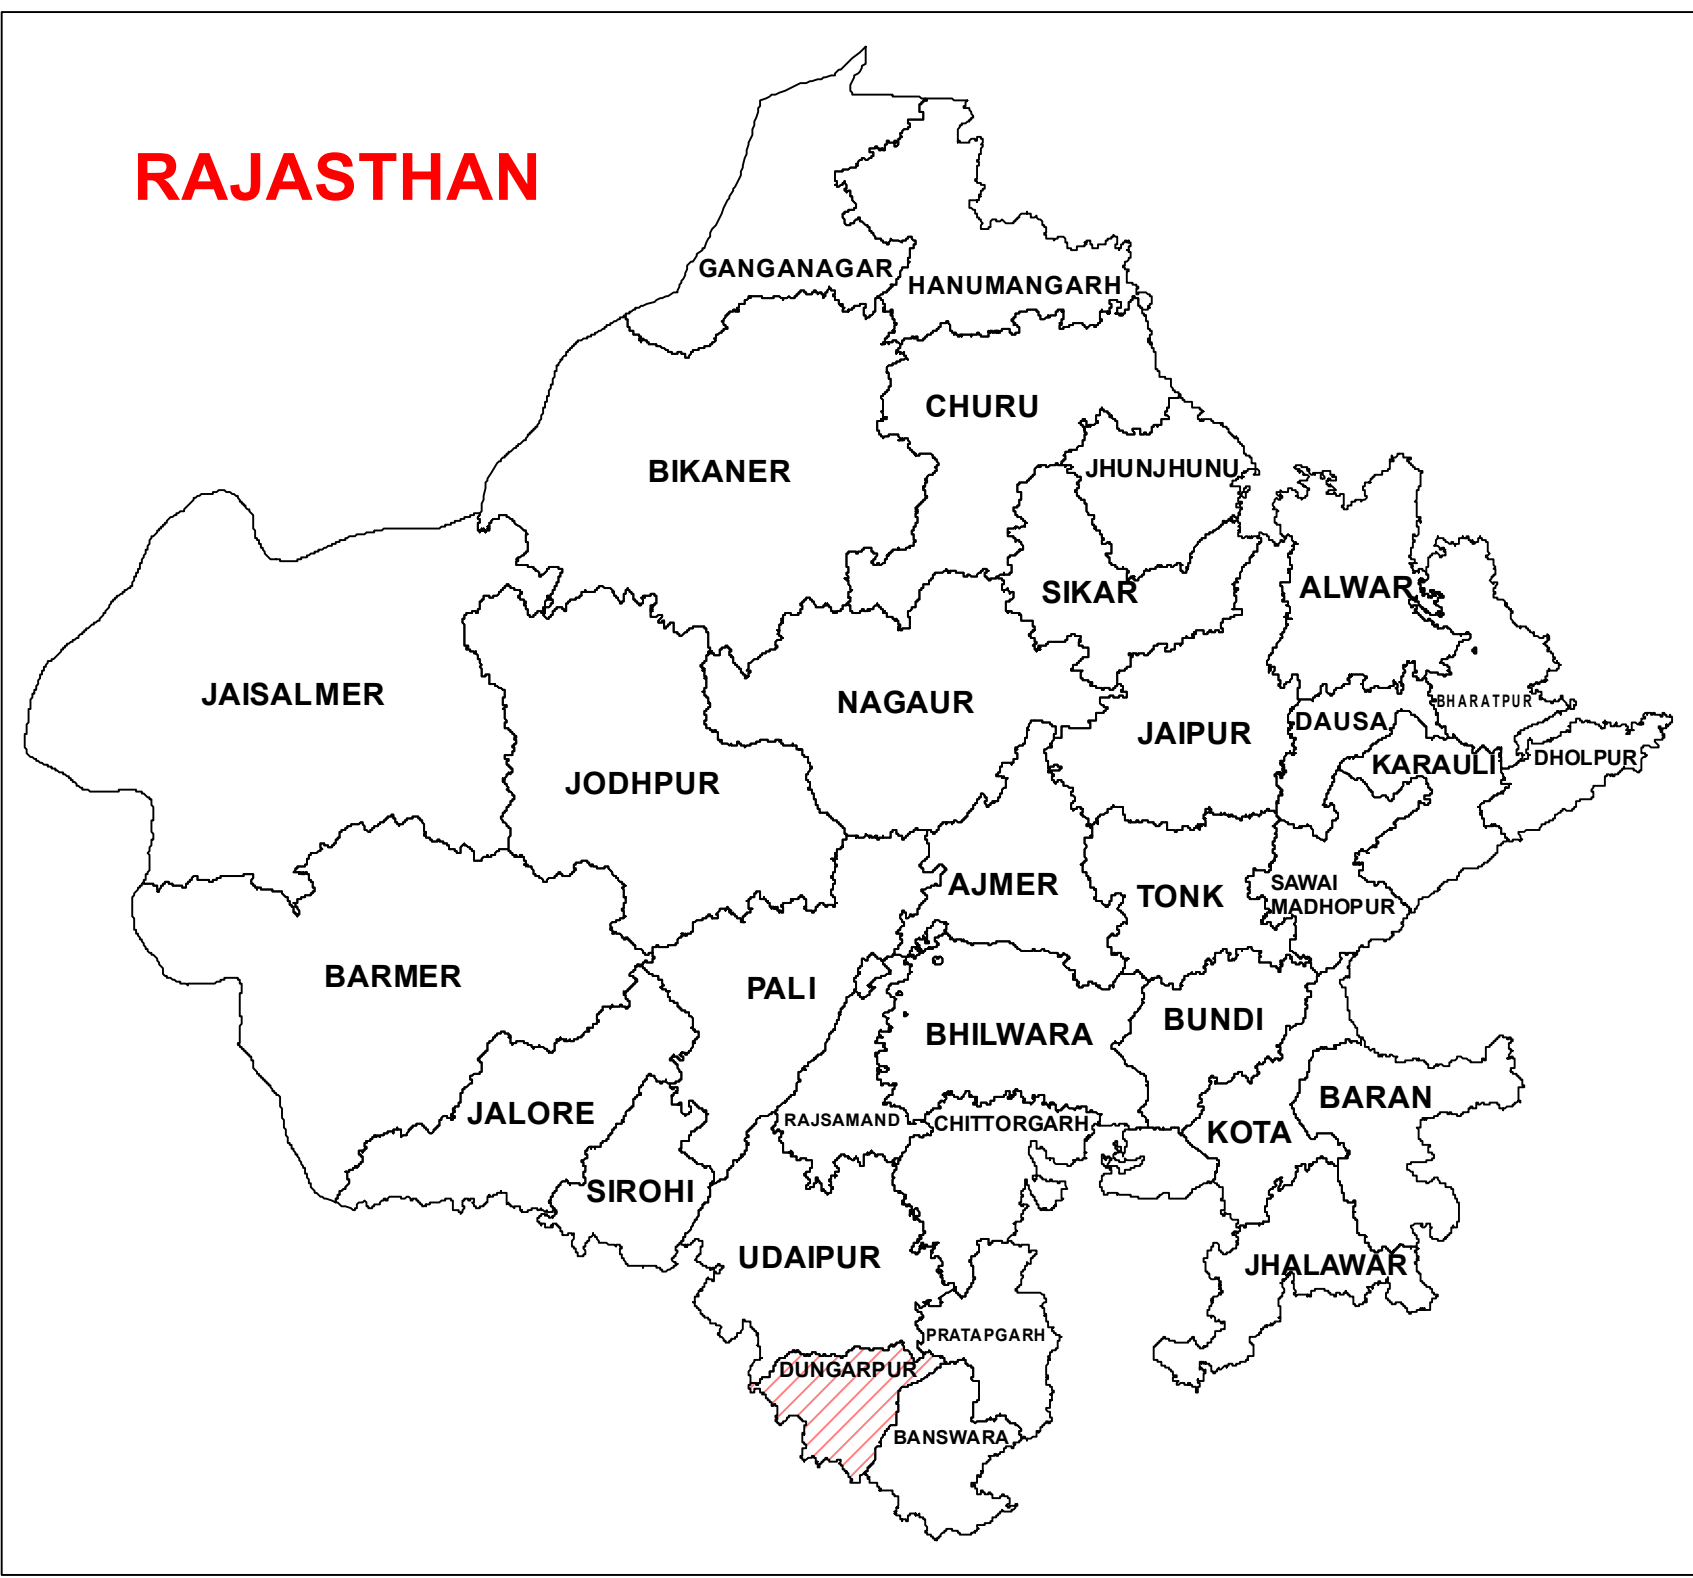 RAJASTHAN
GANGANAGAR
HANUMANGARH
CHURU
BIKANER
JHUNJHUNU
SIKAR
ALWAR
JAISALMER
NAGAUR
BHARATPUR
DAUSA
JAIPUR
KARAULI
DHOLPUR
JODHPUR
AJMER
TONK
SAWAI
MADHOPUR
BARMER
PALI
BUNDI
BHILWARA
BARAN
JALORE
RAJSAMAND
CHITTORGARH
KOTA
SIROHI
UDAIPUR
JHALAWAR
PRATAPGARH
DUNGARPUR
BANSWARA